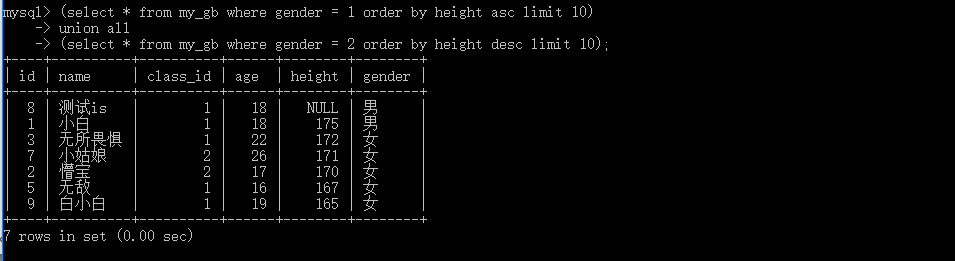 mysql> (select * from my_gb where gender = 1 order by height asc limit 10)
    -> union all
    -> (select * from my_gb where gender = 2 order by height desc limit 10);
+----+----------+----------+------+--------+--------+
| id | name     | class_id | age  | height | gender |
+----+----------+----------+------+--------+--------+
|  8 | 测试is   |        1 |   18 |   NULL | 男     |
|  1 | 小白     |        1 |   18 |    175 | 男     |
|  3 | 无所畏惧 |        1 |   22 |    172 | 女     |
|  7 | 小姑娘   |        2 |   26 |    171 | 女     |
|  2 | 懵宝     |        2 |   17 |    170 | 女     |
|  5 | 无敌     |        1 |   16 |    167 | 女     |
|  9 | 白小白   |        1 |   19 |    165 | 女     |
+----+----------+----------+------+--------+--------+
7 rows in set (0.00 sec)